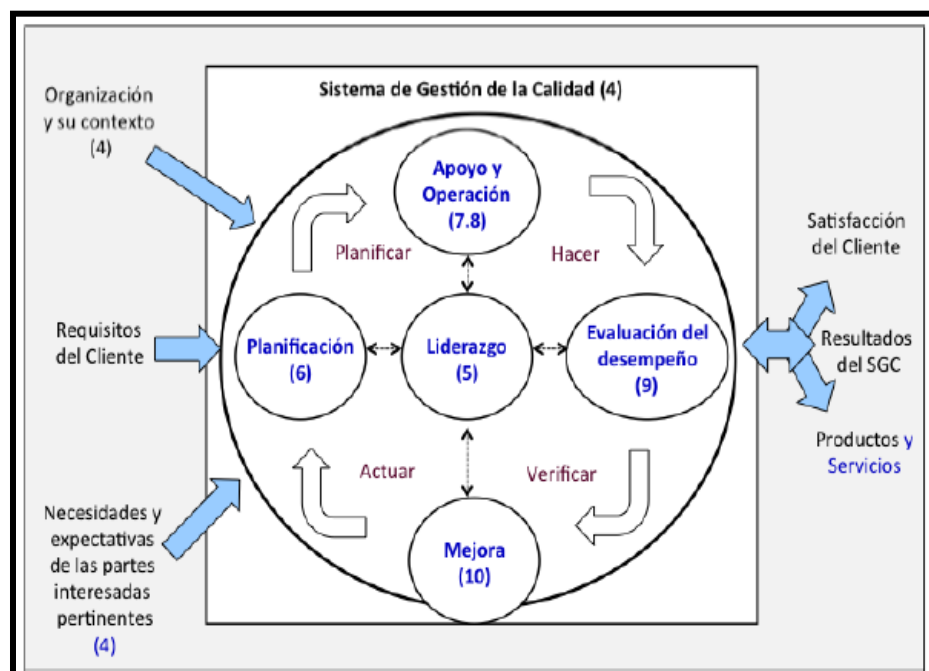 Sistema de Gestión de la Calidad (4)
Organización
y su contexto
(4)
Requisitos
del Cliente
Necesidades y
expectativas
de las partes
interesadas
pertinentes
(4)
Apoyo y
Operación
(7.8)
Planificar
Hacer
Planificación
(6)
Liderazgo
(5)
Evaluación del
desempeño
(9)
Actuar
Verificar
Mejora
(10)
Satisfacción
del Cliente
Resultados
del SGC
Productos y
Servicios